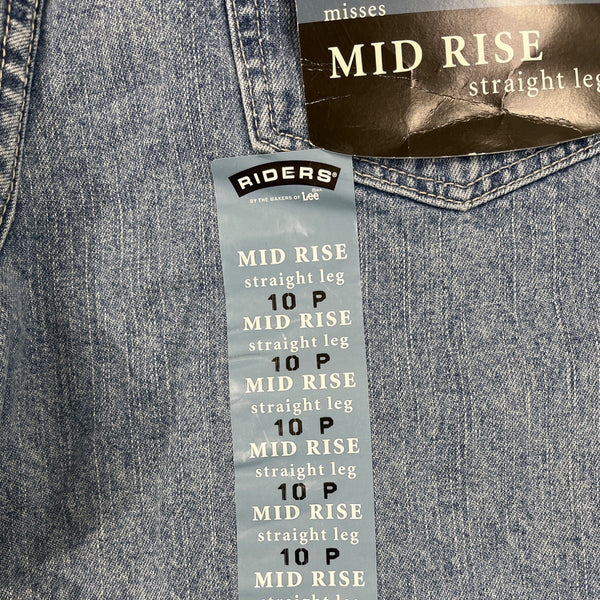 misses
MID RISE
straight leg
RIDERS
BY THE MAKERS OF Lee
MID RISE
straight leg
10 P
MID RISE
straight leg
10 P
MID RISE
straight leg
10 P
MID RISE
straight leg
10 P
MID RISE
straight leg
10 P
MID RISE
straight leg